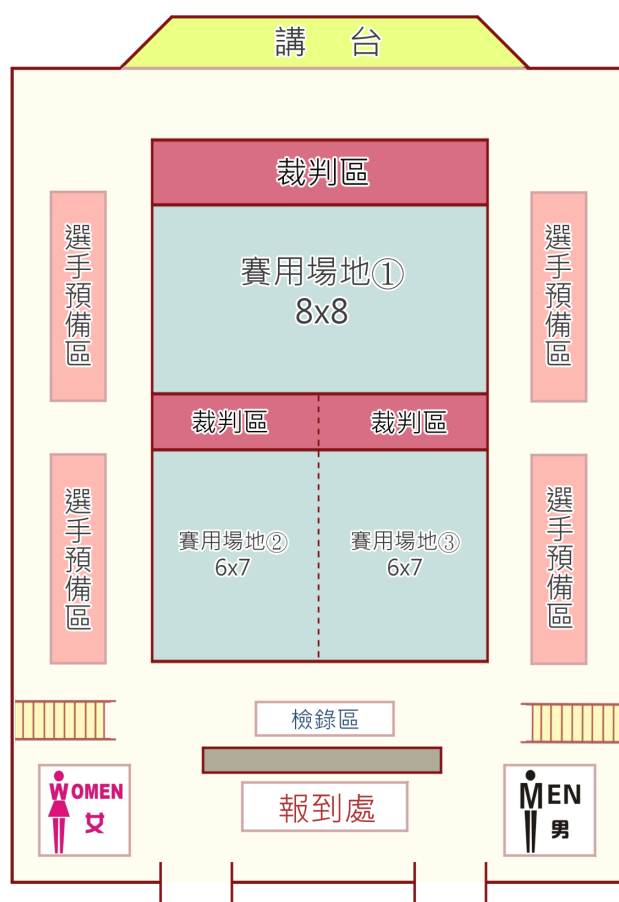 講 台
裁判區
選手預備區
賽用場地①
8x8
選手預備區
裁判區
裁判區
選手預備區
賽用場地②
6x7
賽用場地③
6x7
選手預備區
檢錄區
WOMEN
女
報到處
MEN
男